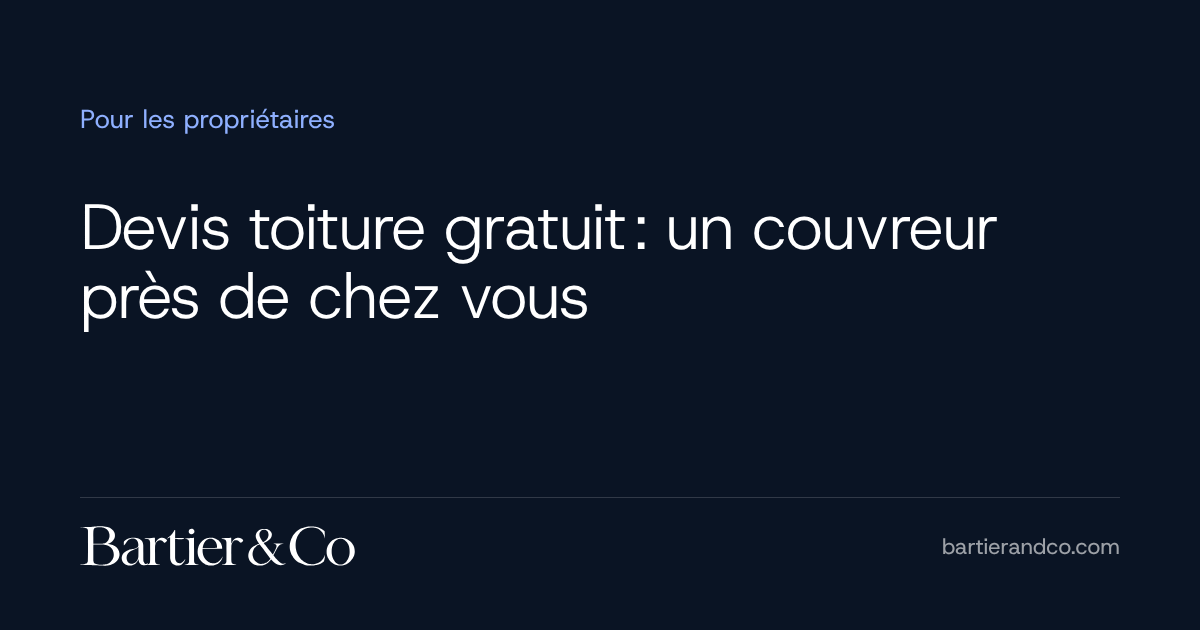 Pour les propriétaires
Devis toiture gratuit : un couvreur
près de chez vous
Bartier & Co
bartierandco.com